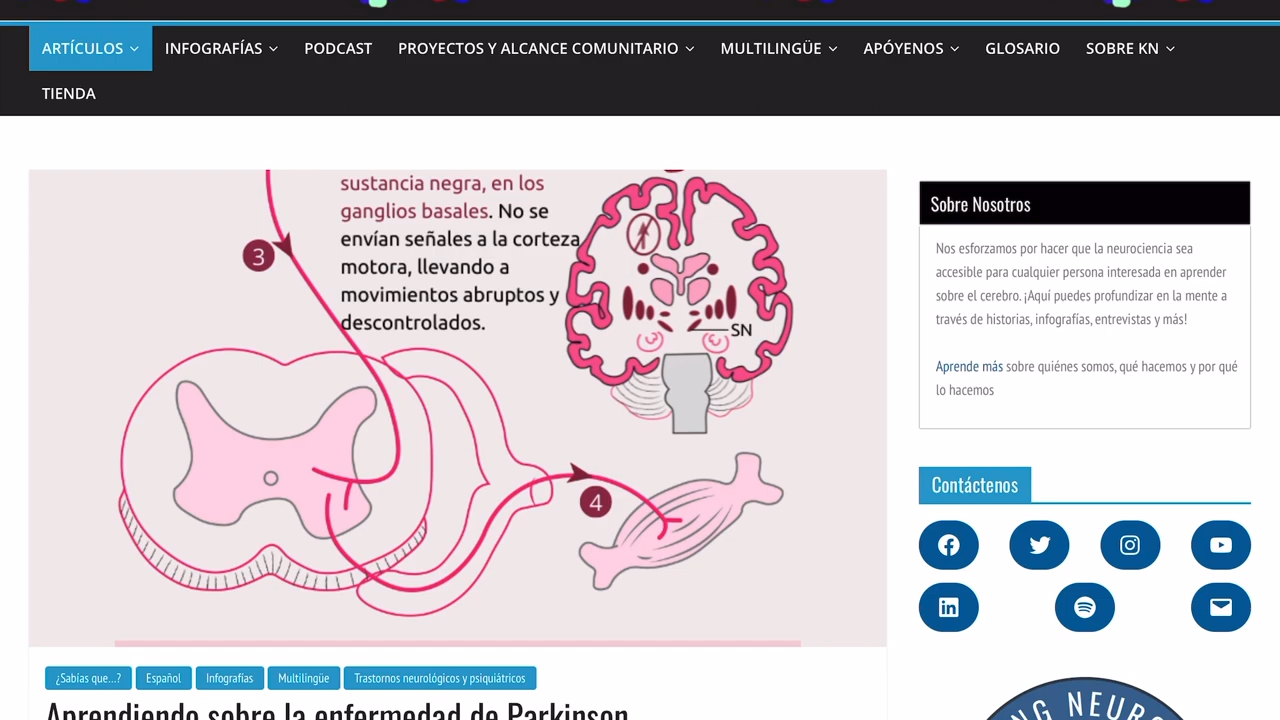 ARTÍCULOS
INFOGRAFÍAS
PODCAST
PROYECTOS Y ALCANCE COMUNITARIO
MULTILINGÜE
APÓYENOS
GLOSARIO
SOBRE KN
TIENDA
sustancia negra, en los
ganglios basales. No se
envían señales a la corteza
motora, llevando a
movimientos abruptos y
descontrolados.
3
SN
4
¿Sabías que...?
Español
Infografías
Multilingüe
Trastornos neurológicos y psiquiátricos
Aprendiendo sobre la enfermedad de Parkinson
Sobre Nosotros
Nos esforzamos por hacer que la neurociencia sea
accesible para cualquier persona interesada en aprender
sobre el cerebro. ¡Aquí puedes profundizar en la mente a
través de historias, infografías, entrevistas y más!
Aprende más sobre quiénes somos, qué hacemos y por qué
lo hacemos
Contáctenos